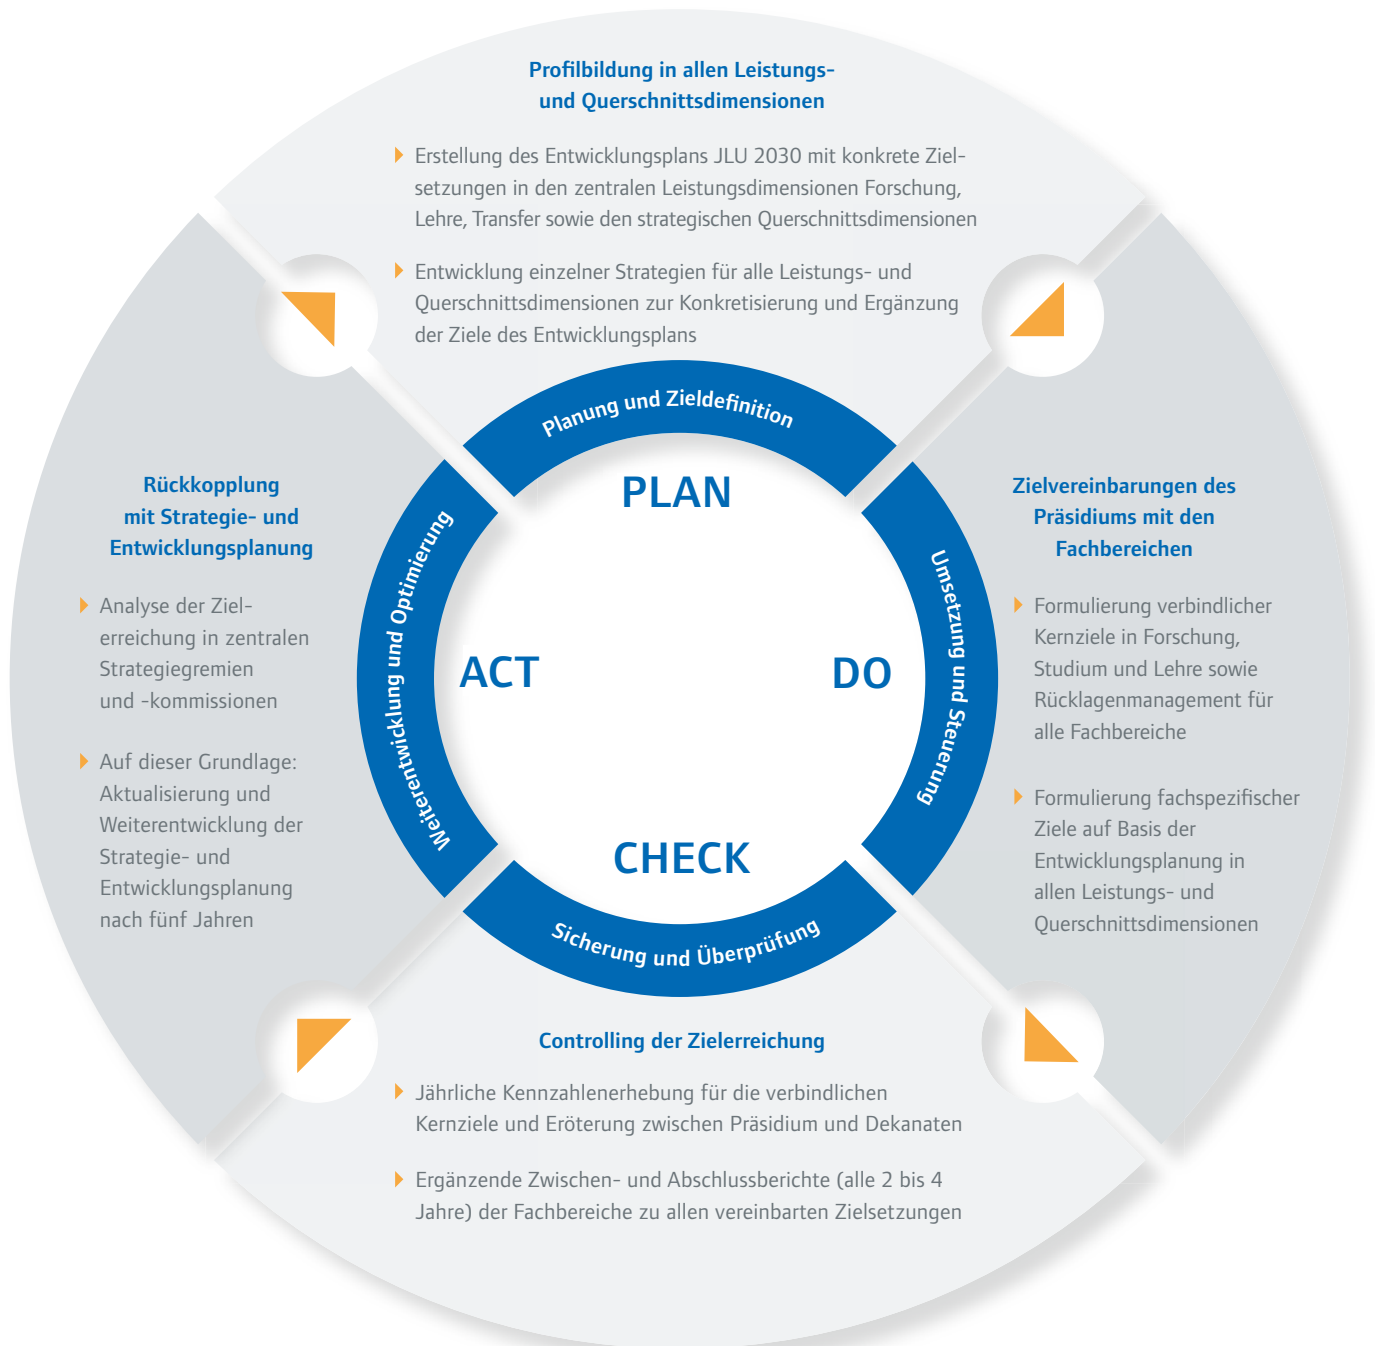 Profilbildung in allen Leistungs-
und Querschnittsdimensionen
Erstellung des Entwicklungsplans JLU 2030 mit konkrete Ziel-
setzungen in den zentralen Leistungsdimensionen Forschung,
Lehre, Transfer sowie den strategischen Querschnittsdimensionen
Entwicklung einzelner Strategien für alle Leistungs- und
Querschnittsdimensionen zur Konkretisierung und Ergänzung
der Ziele des Entwicklungsplans
Planung und Zieldefinition
PLAN
Zielvereinbarungen des
Präsidiums mit den
Fachbereichen
Formulierung verbindlicher
Kernziele in Forschung,
Studium und Lehre sowie
Rücklagenmanagement für
alle Fachbereiche
Formulierung fachspezifischer
Ziele auf Basis der
Entwicklungsplanung in
allen Leistungs- und
Querschnittsdimensionen
Umsetzung und Steuerung
DO
CHECK
Sicherung und Überprüfung
Controlling der Zielerreichung
Jährliche Kennzahlenerhebung für die verbindlichen
Kernziele und Eröterung zwischen Präsidium und Dekanaten
Ergänzende Zwischen- und Abschlussberichte (alle 2 bis 4
Jahre) der Fachbereiche zu allen vereinbarten Zielsetzungen
Rückkopplung
mit Strategie- und
Entwicklungsplanung
Analyse der Ziel-
erreichung in zentralen
Strategiegremien
und -kommissionen
Auf dieser Grundlage:
Aktualisierung und
Weiterentwicklung der
Strategie- und
Entwicklungsplanung
nach fünf Jahren
Weiterentwicklung und Optimierung
ACT